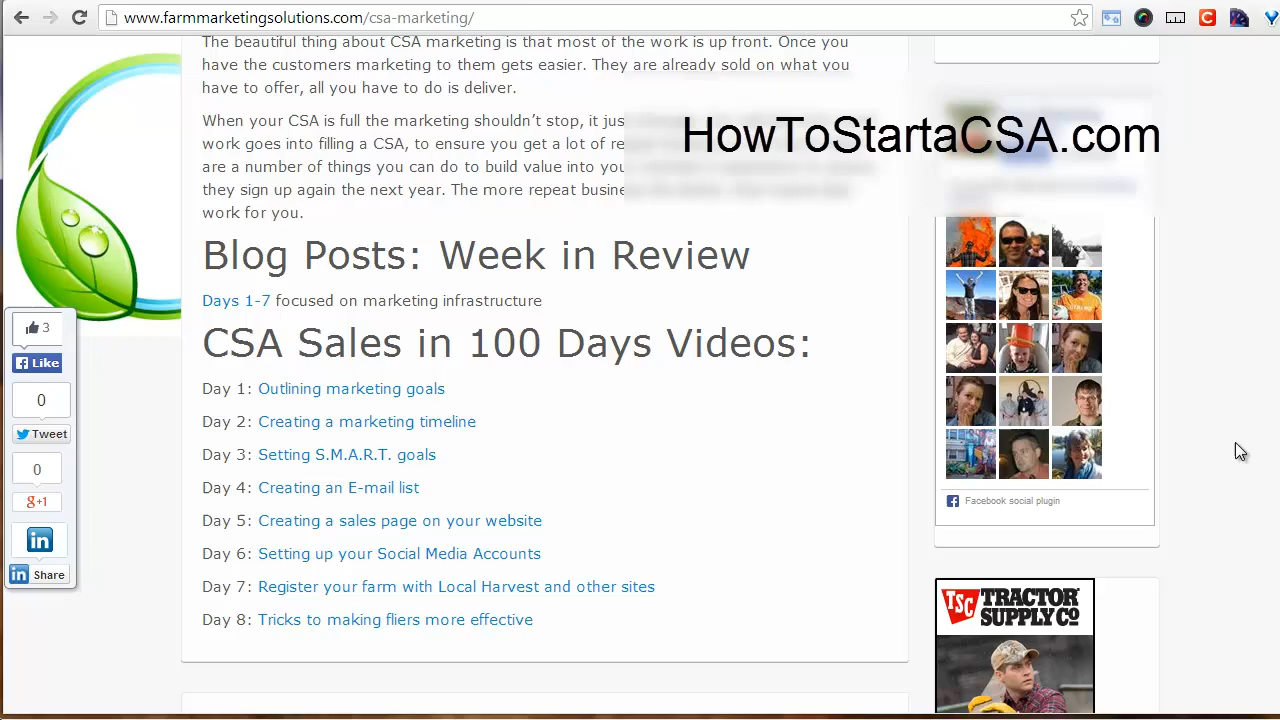 www.farmmarketingsolutions.com/csa-marketing/
The beautiful thing about CSA marketing is that most of the work is up front. Once you
have the customers marketing to them gets easier. They are already sold on what you
have to offer, all you have to do is deliver.
When your CSA is full the marketing shouldn't stop, it jus
work goes into filling a CSA, to ensure you get a lot of re
are a number of things you can do to build value into you
they sign up again the next year. The more repeat busine
work for you.
HowToStartaCSA.com
Blog Posts: Week in Review
Days 1-7 focused on marketing infrastructure
CSA Sales in 100 Days Videos:
Day 1: Outlining marketing goals
Day 2: Creating a marketing timeline
Day 3: Setting S.M.A.R.T. goals
Day 4: Creating an E-mail list
Day 5: Creating a sales page on your website
Day 6: Setting up your Social Media Accounts
Day 7: Register your farm with Local Harvest and other sites
Day 8: Tricks to making fliers more effective
3
Like
0
Tweet
0
g+1
in
in Share
Facebook social plugin
TSC TRACTOR
SUPPLY CO